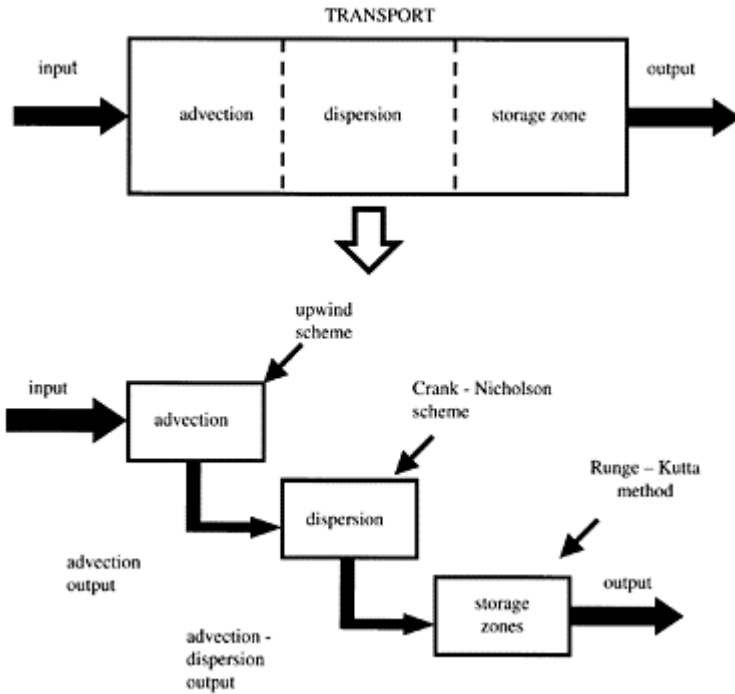 TRANSPORT
input
output
advection
dispersion
storage zone
upwind
scheme
input
advection
Crank - Nicholson
scheme
dispersion
Runge – Kutta
method
advection
output
storage
zones
output
advection -
dispersion
output